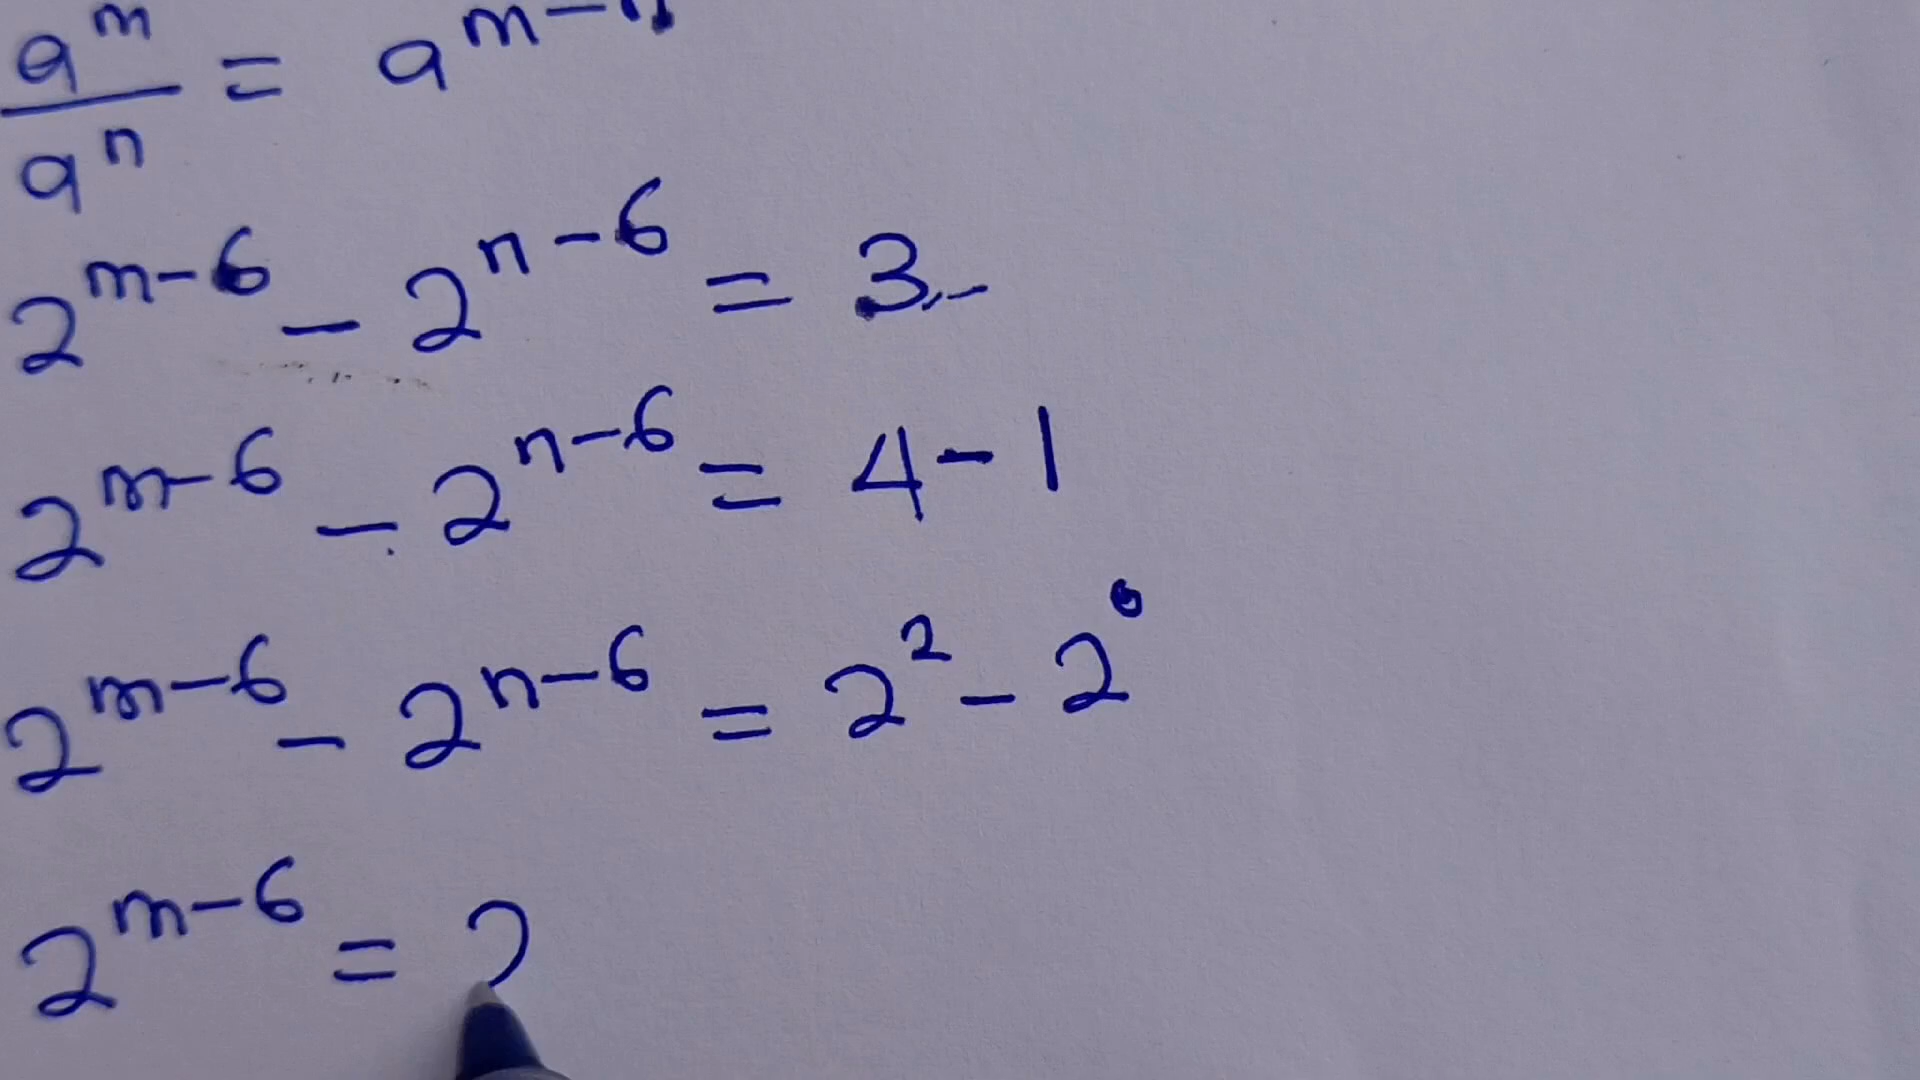 a^m/a^n = a^(m-n)
2^(m-6) - 2^(n-6) = 3
2^(m-6) - 2^(n-6) = 4-1
2^(m-6) - 2^(n-6) = 2^2 - 2^0
2^(m-6) = 2